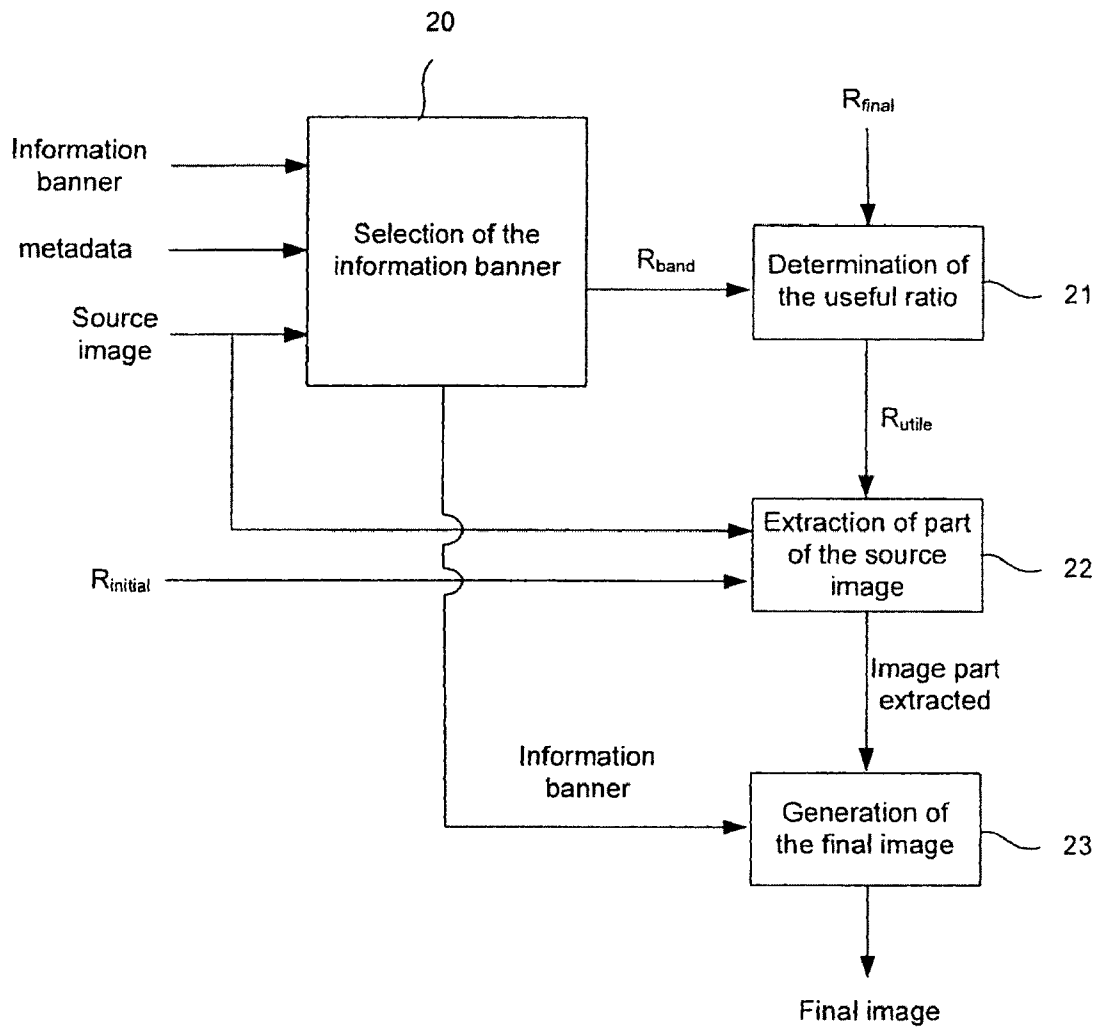 20
R_final
Information
banner
metadata
Source
image
Selection of the
information banner
R_band
Determination of
the useful ratio
21
R_utile
R_initial
Extraction of part
of the source
image
22
Image part
extracted
Information
banner
Generation of
the final image
23
Final image